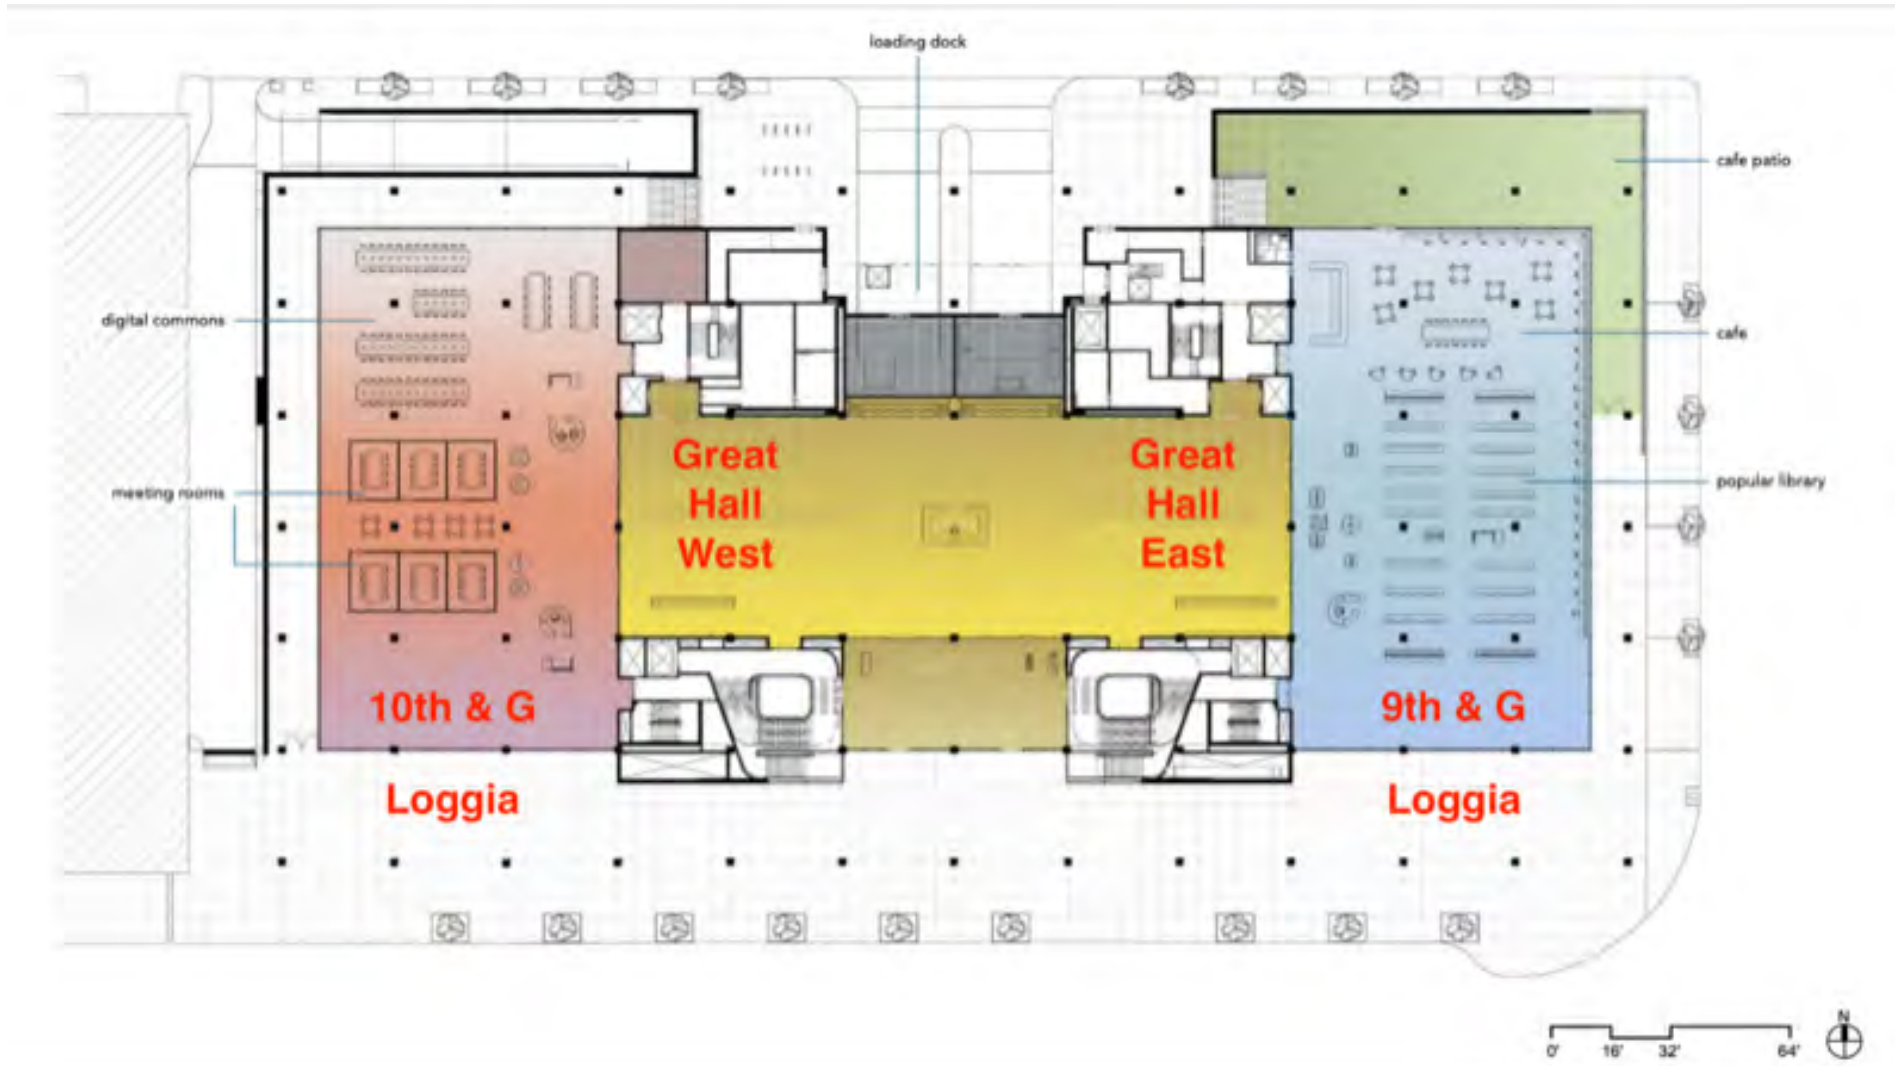 loading dock
cafe patio
digital commons
cafe
Great
Hall
West
Great
Hall
East
meeting rooms
popular library
10th & G
9th & G
Loggia
Loggia
N
0'
16'
32'
64'